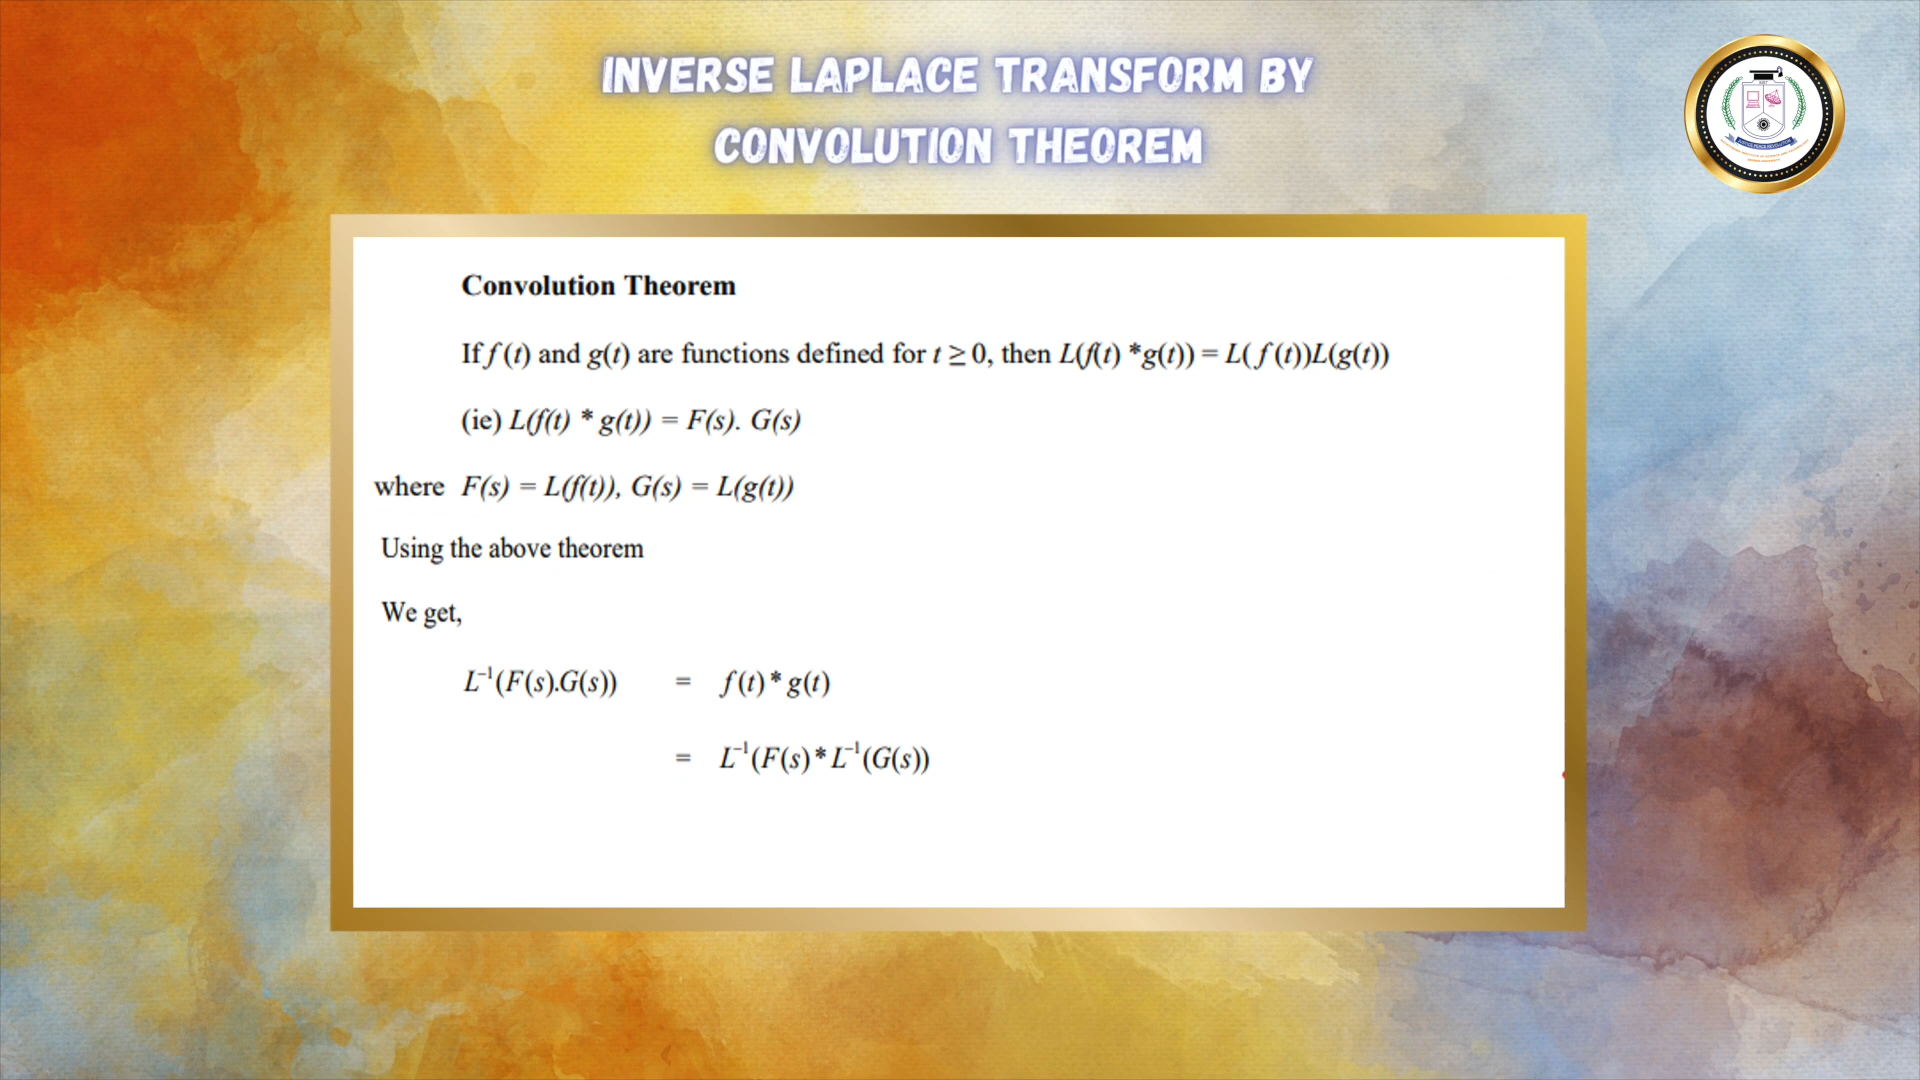 INVERSE LAPLACE TRANSFORM BY
CONVOLUTION THEOREM
Convolution Theorem
If f (t) and g(t) are functions defined for t ≥ 0, then L(f(t) *g(t)) = L( f (t))L(g(t))
(ie) L(f(t) * g(t)) = F(s). G(s)
where F(s) = L(f(t)), G(s) = L(g(t))
Using the above theorem
We get,
L⁻¹(F(s).G(s)) = f (t) * g(t)
= L⁻¹(F(s) * L⁻¹(G(s))